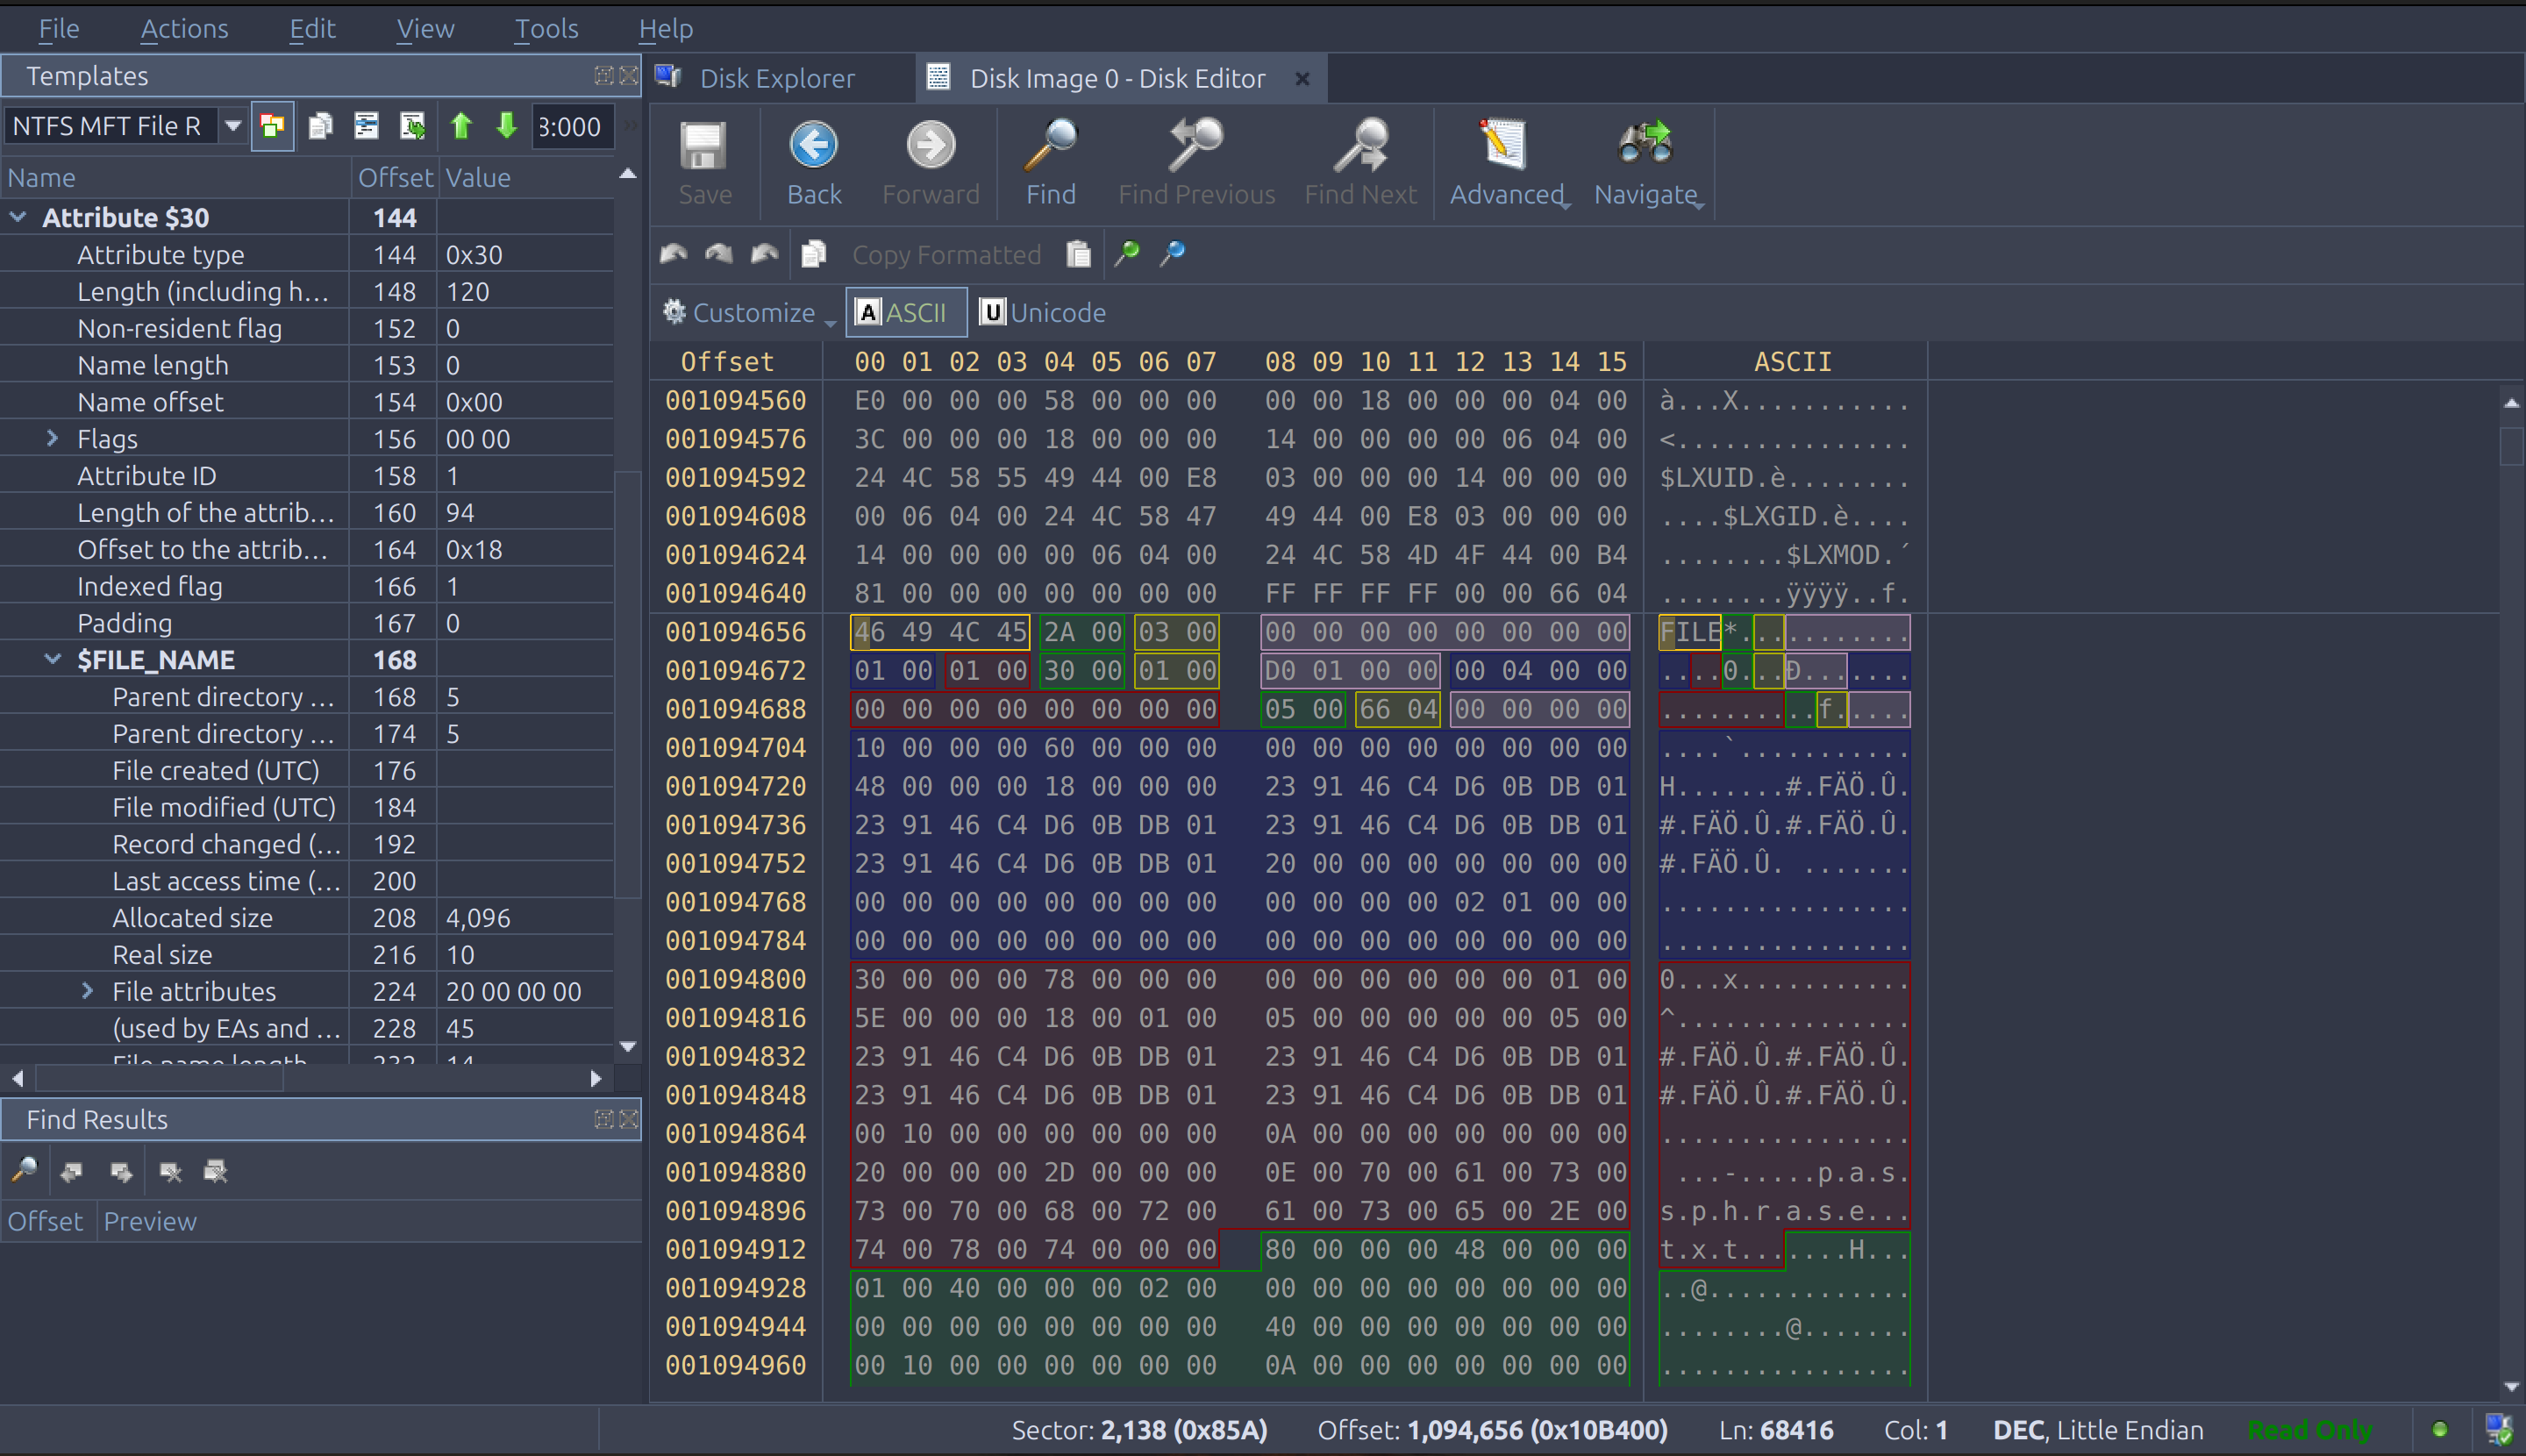 File Actions Edit View Tools Help
Templates
NTFS MFT File R
3:000
Name Offset Value
Attribute $30 144
Attribute type 144 0x30
Length (including h... 148 120
Non-resident flag 152 0
Name length 153 0
Name offset 154 0x00
Flags 156 00 00
Attribute ID 158 1
Length of the attrib... 160 94
Offset to the attrib... 164 0x18
Indexed flag 166 1
Padding 167 0
$FILE_NAME 168
Parent directory ... 168 5
Parent directory ... 174 5
File created (UTC) 176
File modified (UTC) 184
Record changed (... 192
Last access time (... 200
Allocated size 208 4,096
Real size 216 10
File attributes 224 20 00 00 00
(used by EAs and ... 228 45
File name length 232 14
Find Results
Offset Preview
Disk Explorer
Disk Image 0 - Disk Editor
Save Back Forward Find Find Previous Find Next Advanced Navigate
Copy Formatted
Customize A ASCII U Unicode
Offset 00 01 02 03 04 05 06 07 08 09 10 11 12 13 14 15 ASCII
001094560 E0 00 00 00 58 00 00 00 00 00 18 00 00 00 04 00 à...X...........
001094576 3C 00 00 00 18 00 00 00 14 00 00 00 00 06 04 00 <...............
001094592 24 4C 58 55 49 44 00 E8 03 00 00 00 14 00 00 00 $LXUID.è........
001094608 00 06 04 00 24 4C 58 47 49 44 00 E8 03 00 00 00 ....$LXGID.è....
001094624 14 00 00 00 00 06 04 00 24 4C 58 4D 4F 44 00 B4 ........$LXMOD.´
001094640 81 00 00 00 00 00 00 00 FF FF FF FF 00 00 66 04 ........ÿÿÿÿ..f.
001094656 46 49 4C 45 2A 00 03 00 00 00 00 00 00 00 00 00 FILE*...........
001094672 01 00 01 00 30 00 01 00 D0 01 00 00 00 04 00 00 ....0...Ð.......
001094688 00 00 00 00 00 00 00 00 05 00 66 04 00 00 00 00 ..........f.....
001094704 10 00 00 00 60 00 00 00 00 00 00 00 00 00 00 00 ....`...........
001094720 48 00 00 00 18 00 00 00 23 91 46 C4 D6 0B DB 01 H.......#.FÄÖ.Û.
001094736 23 91 46 C4 D6 0B DB 01 23 91 46 C4 D6 0B DB 01 #.FÄÖ.Û.#.FÄÖ.Û.
001094752 23 91 46 C4 D6 0B DB 01 20 00 00 00 00 00 00 00 #.FÄÖ.Û. .......
001094768 00 00 00 00 00 00 00 00 00 00 00 00 02 01 00 00 ................
001094784 00 00 00 00 00 00 00 00 00 00 00 00 00 00 00 00 ................
001094800 30 00 00 00 78 00 00 00 00 00 00 00 00 00 01 00 0...x...........
001094816 5E 00 00 00 18 00 01 00 05 00 00 00 00 00 05 00 ^...............
001094832 23 91 46 C4 D6 0B DB 01 23 91 46 C4 D6 0B DB 01 #.FÄÖ.Û.#.FÄÖ.Û.
001094848 23 91 46 C4 D6 0B DB 01 23 91 46 C4 D6 0B DB 01 #.FÄÖ.Û.#.FÄÖ.Û.
001094864 00 10 00 00 00 00 00 00 0A 00 00 00 00 00 00 00 ................
001094880 20 00 00 00 2D 00 00 00 0E 00 70 00 61 00 73 00 ...-.....p.a.s.
001094896 73 00 70 00 68 00 72 00 61 00 73 00 65 00 2E 00 s.p.h.r.a.s.e...
001094912 74 00 78 00 74 00 00 00 80 00 00 00 48 00 00 00 t.x.t.......H...
001094928 01 00 40 00 00 00 02 00 00 00 00 00 00 00 00 00 ..@.............
001094944 00 00 00 00 00 00 00 00 40 00 00 00 00 00 00 00 ........@.......
001094960 00 10 00 00 00 00 00 00 0A 00 00 00 00 00 00 00 ................
Sector: 2,138 (0x85A) Offset: 1,094,656 (0x10B400) Ln: 68416 Col: 1 DEC, Little Endian Read Only